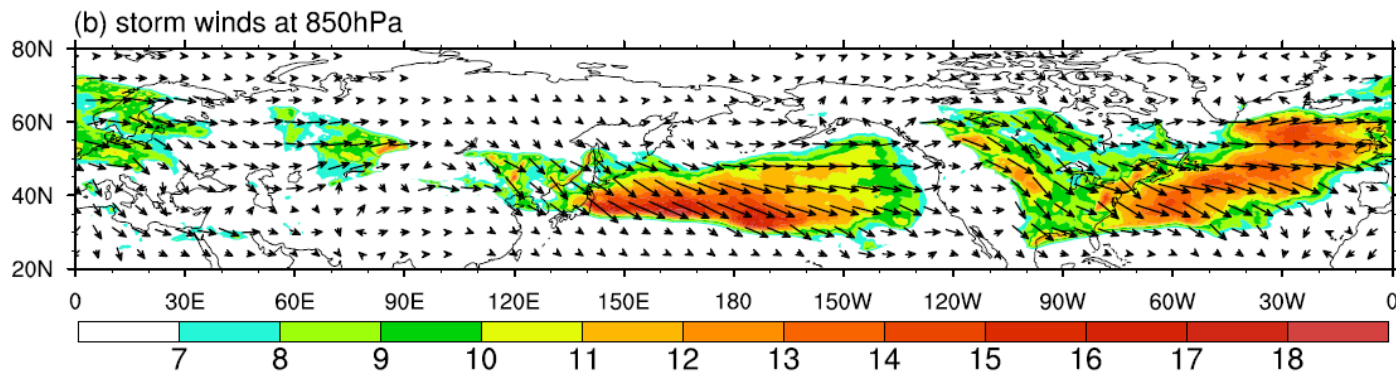 (b) storm winds at 850hPa
80N
60N
40N
20N
0 30E 60E 90E 120E 150E 180 150W 120W 90W 60W 30W 0
7 8 9 10 11 12 13 14 15 16 17 18